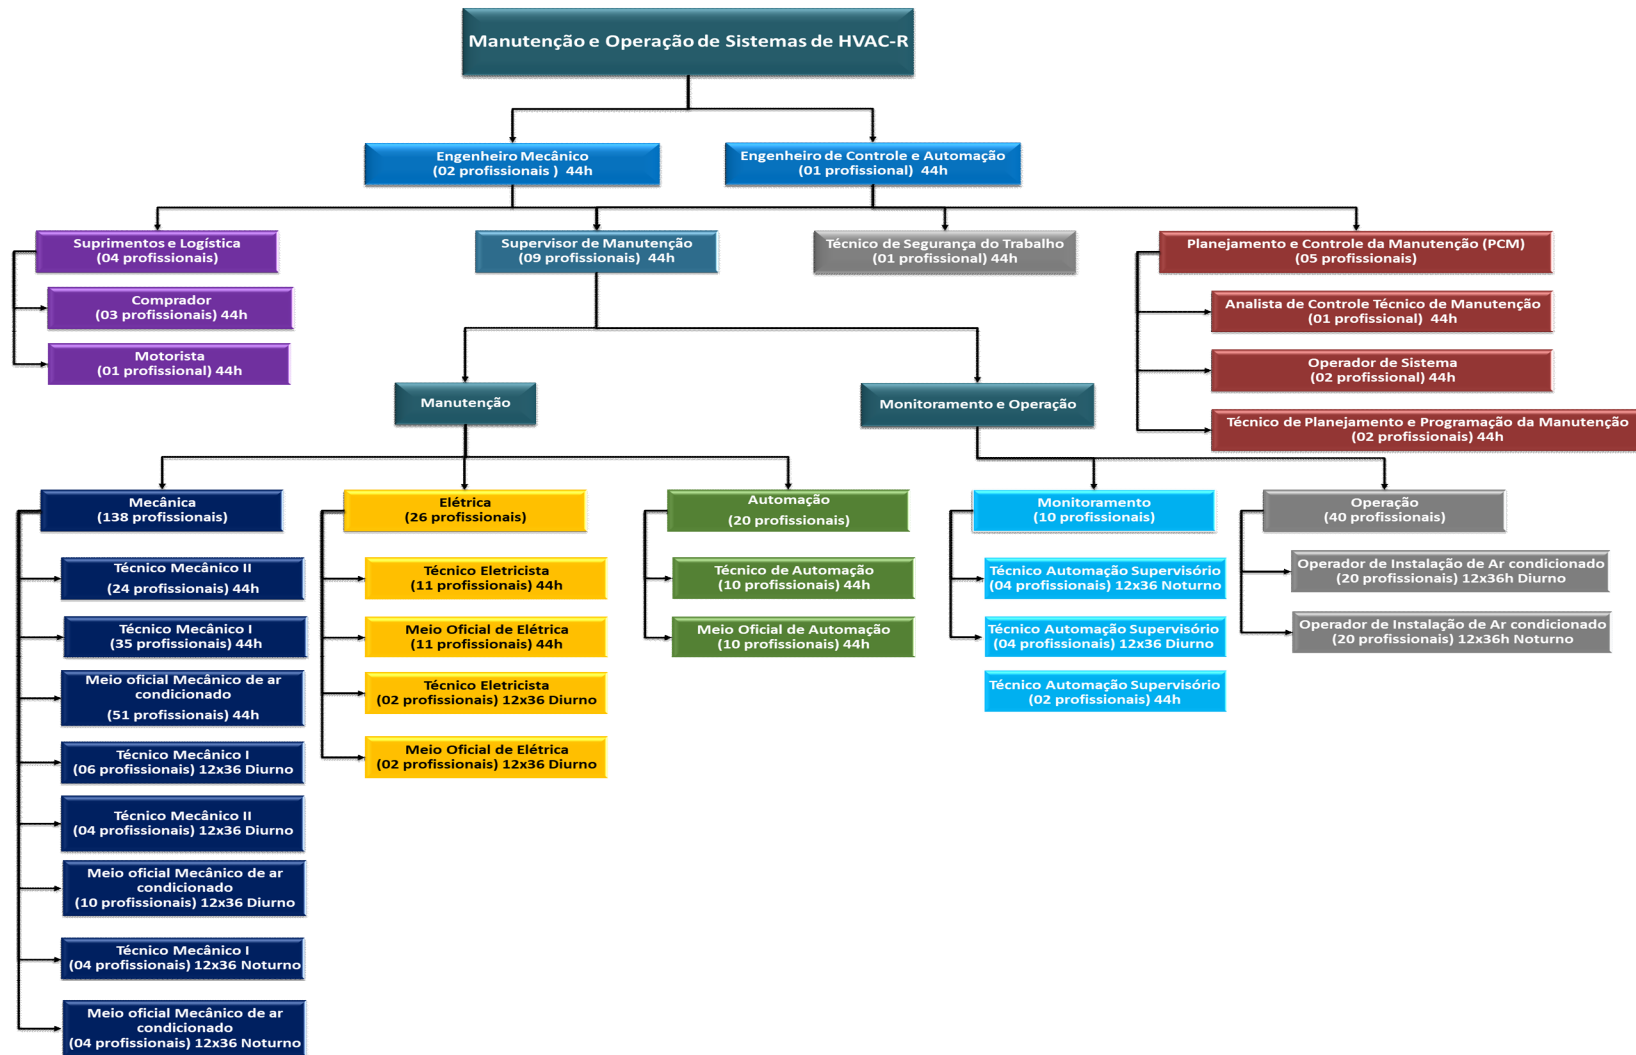 Manutenção e Operação de Sistemas de HVAC-R
Engenheiro Mecânico
(02 profissionais ) 44h
Engenheiro de Controle e Automação
(01 profissional) 44h
Suprimentos e Logística
(04 profissionais)
Comprador
(03 profissionais) 44h
Motorista
(01 profissional) 44h
Supervisor de Manutenção
(09 profissionais) 44h
Técnico de Segurança do Trabalho
(01 profissional) 44h
Planejamento e Controle da Manutenção (PCM)
(05 profissionais)
Analista de Controle Técnico de Manutenção
(01 profissional) 44h
Operador de Sistema
(02 profissional) 44h
Técnico de Planejamento e Programação da Manutenção
(02 profissionais) 44h
Manutenção
Monitoramento e Operação
Mecânica
(138 profissionais)
Técnico Mecânico II
(24 profissionais) 44h
Técnico Mecânico I
(35 profissionais) 44h
Meio oficial Mecânico de ar
condicionado
(51 profissionais) 44h
Técnico Mecânico I
(06 profissionais) 12x36 Diurno
Técnico Mecânico II
(04 profissionais) 12x36 Diurno
Meio oficial Mecânico de ar
condicionado
(10 profissionais) 12x36 Diurno
Técnico Mecânico I
(04 profissionais) 12x36 Noturno
Meio oficial Mecânico de ar
condicionado
(04 profissionais) 12x36 Noturno
Elétrica
(26 profissionais)
Técnico Eletricista
(11 profissionais) 44h
Meio Oficial de Elétrica
(11 profissionais) 44h
Técnico Eletricista
(02 profissionais) 12x36 Diurno
Meio Oficial de Elétrica
(02 profissionais) 12x36 Diurno
Automação
(20 profissionais)
Técnico de Automação
(10 profissionais) 44h
Meio Oficial de Automação
(10 profissionais) 44h
Monitoramento
(10 profissionais)
Técnico Automação Supervisório
(04 profissionais) 12x36 Noturno
Técnico Automação Supervisório
(04 profissionais) 12x36 Diurno
Técnico Automação Supervisório
(02 profissionais) 44h
Operação
(40 profissionais)
Operador de Instalação de Ar condicionado
(20 profissionais) 12x36h Diurno
Operador de Instalação de Ar condicionado
(20 profissionais) 12x36h Noturno